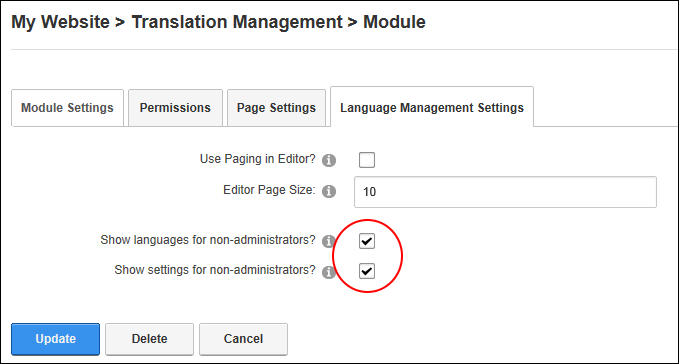 My Website > Translation Management > Module
Module Settings Permissions Page Settings Language Management Settings
Use Paging in Editor?
Editor Page Size: 10
Show languages for non-administrators?
Show settings for non-administrators?
Update Delete Cancel